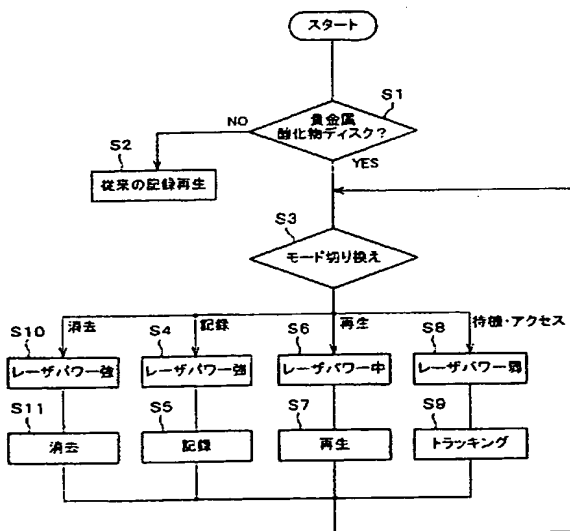 スタート
S1
貴金属
酸化物ディスク?
NO
YES
S2
従来の記録再生
S3
モード切り換え
消去
記録
再生
待機・アクセス
S10
S4
S6
S8
レーザパワー強
レーザパワー強
レーザパワー中
レーザパワー弱
S11
S5
S7
S9
消去
記録
再生
トラッキング